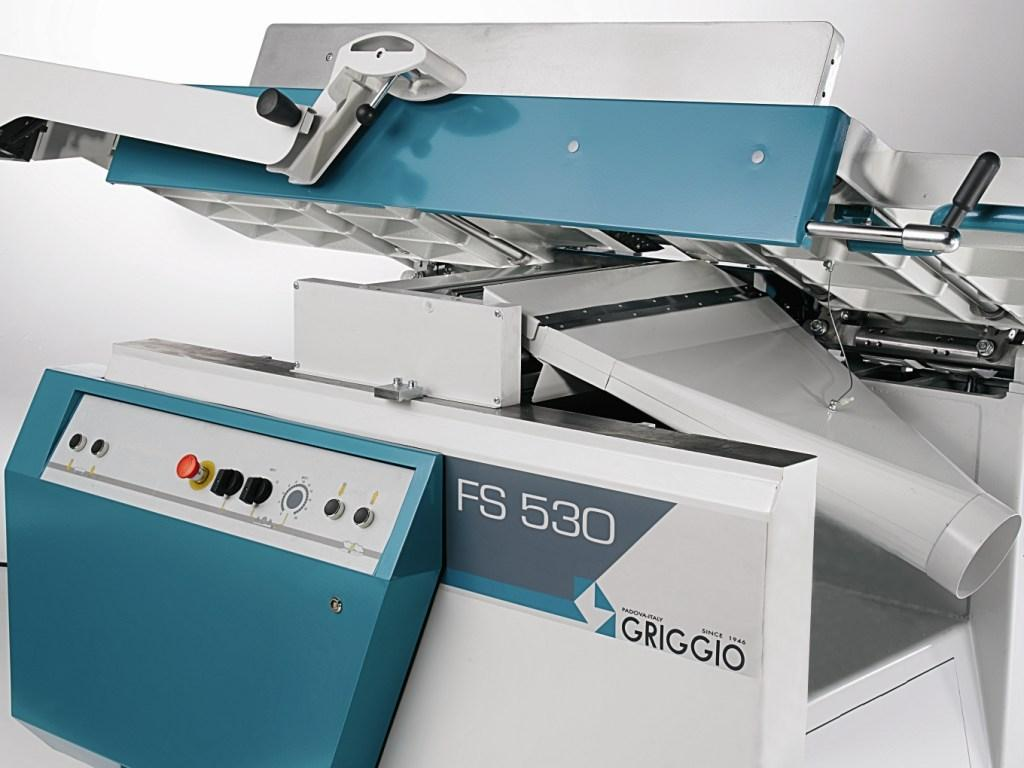 FS 530
PADOVA-ITALY
SINCE 1946
GRIGGIO